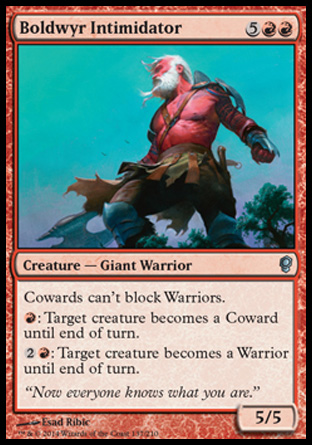 Boldwyr Intimidator 5
Creature — Giant Warrior
Cowards can't block Warriors.
: Target creature becomes a Coward
until end of turn.
2 : Target creature becomes a Warrior
until end of turn.
“Now everyone knows what you are.”
Esad Ribic
5/5